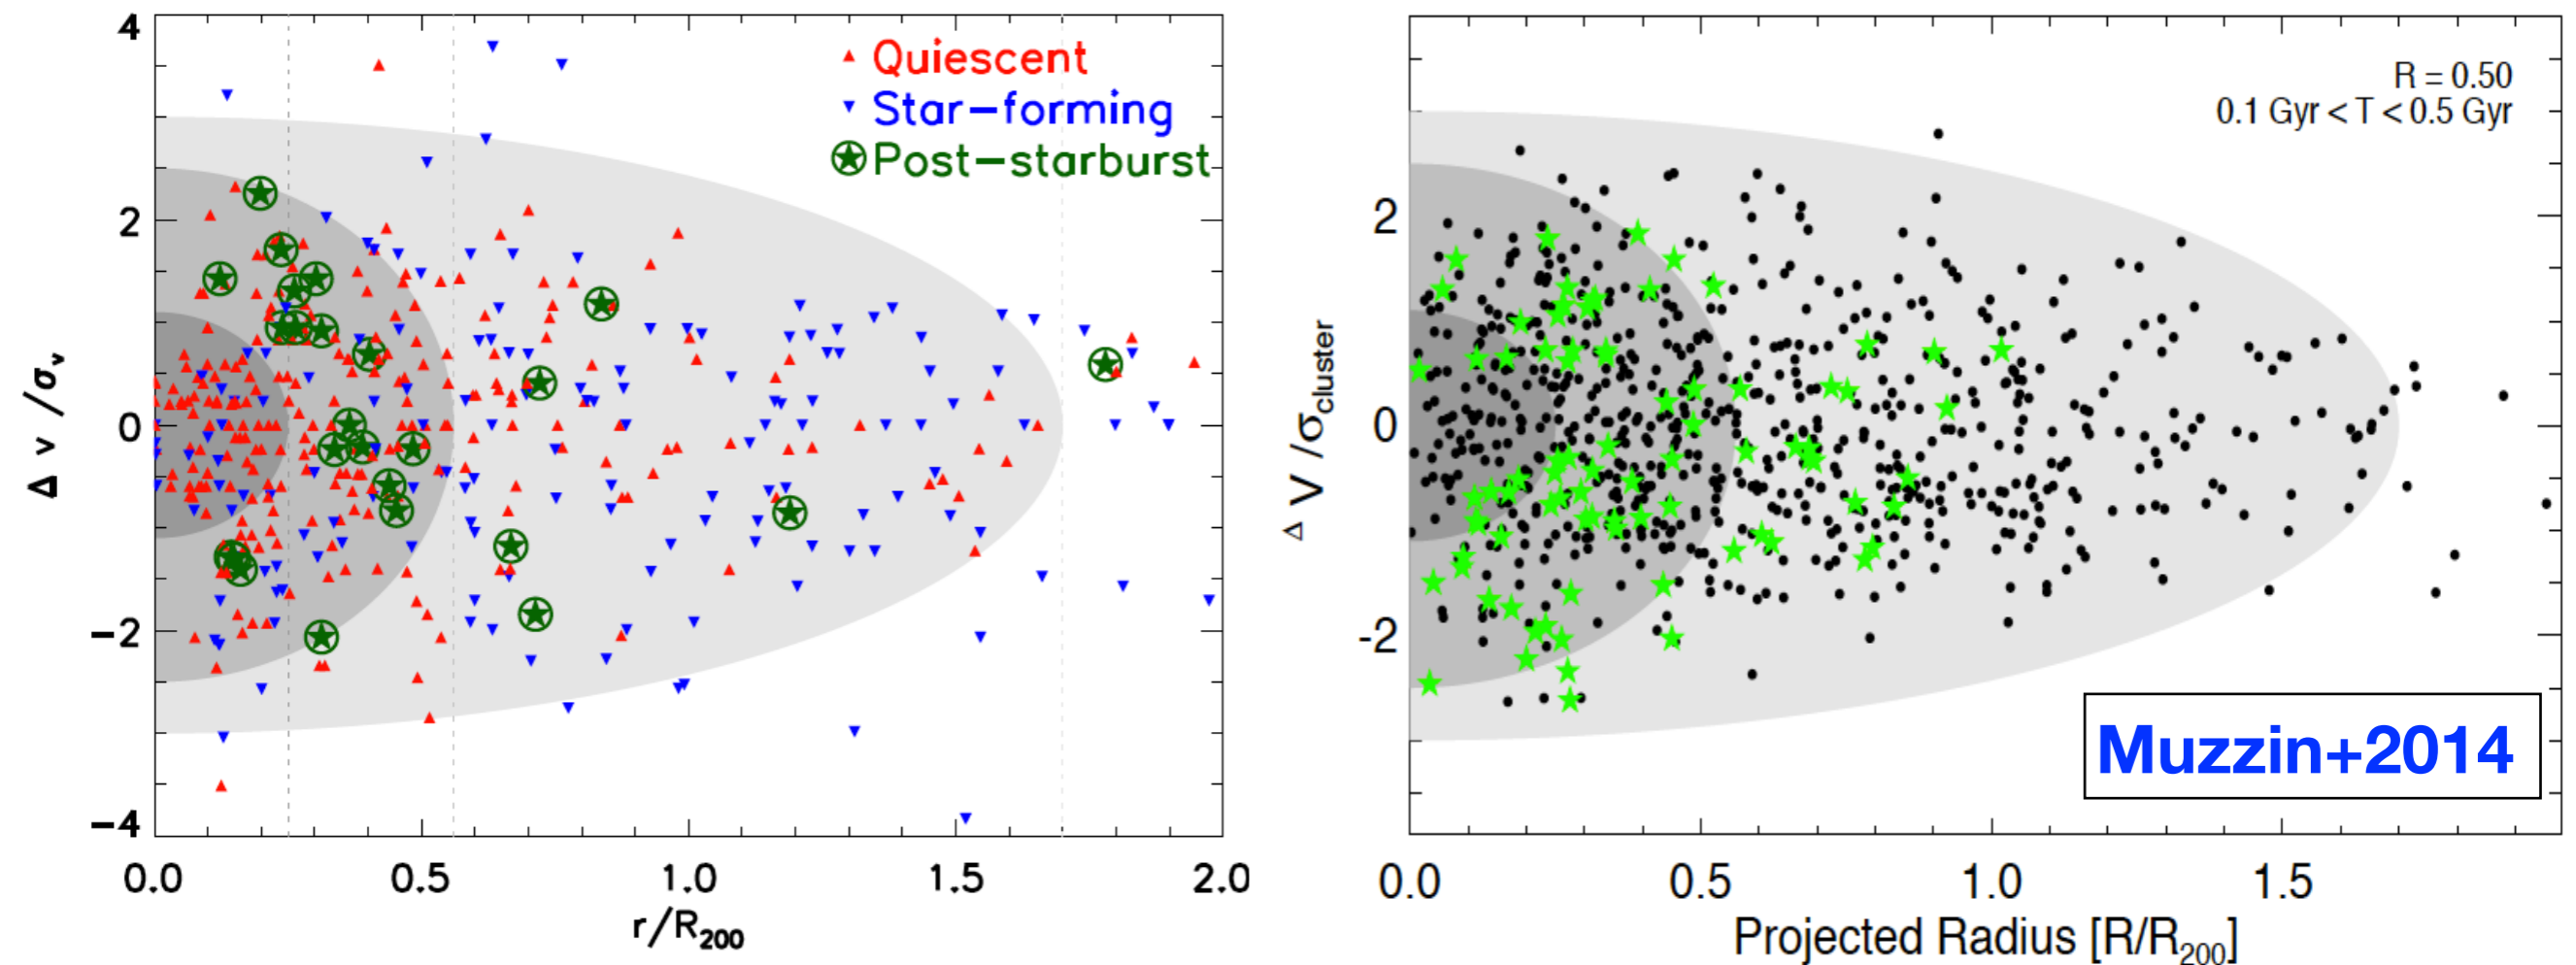 4
2
0
−2
−4
Δ v /σv
0.0 0.5 1.0 1.5 2.0
r/R200
Quiescent
Star−forming
Post−starburst
2
0
-2
Δ V /σcluster
R = 0.50
0.1 Gyr < T < 0.5 Gyr
Muzzin+2014
0.0 0.5 1.0 1.5
Projected Radius [R/R200]